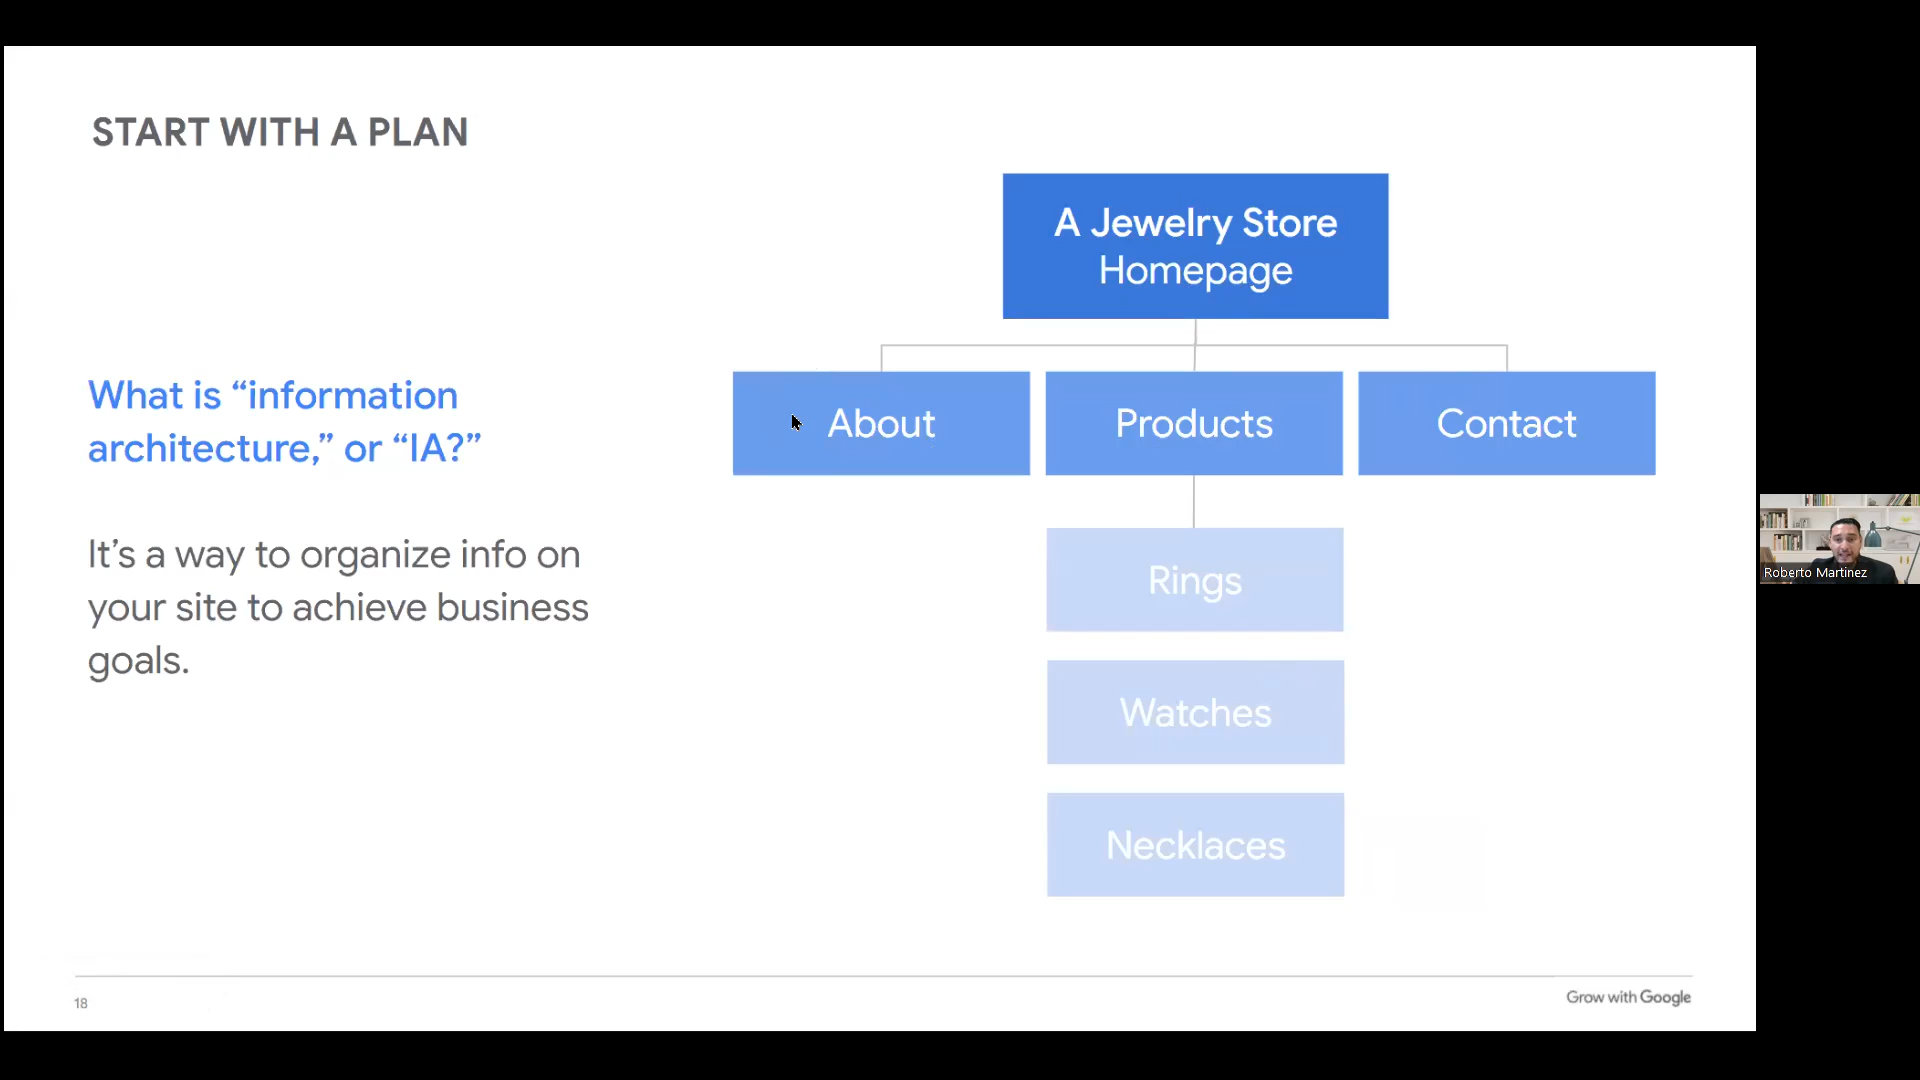 START WITH A PLAN
What is “information
architecture,” or “IA?”
It’s a way to organize info on
your site to achieve business
goals.
A Jewelry Store
Homepage
About
Products
Contact
Rings
Watches
Necklaces
Roberto Martinez
18
Grow with Google